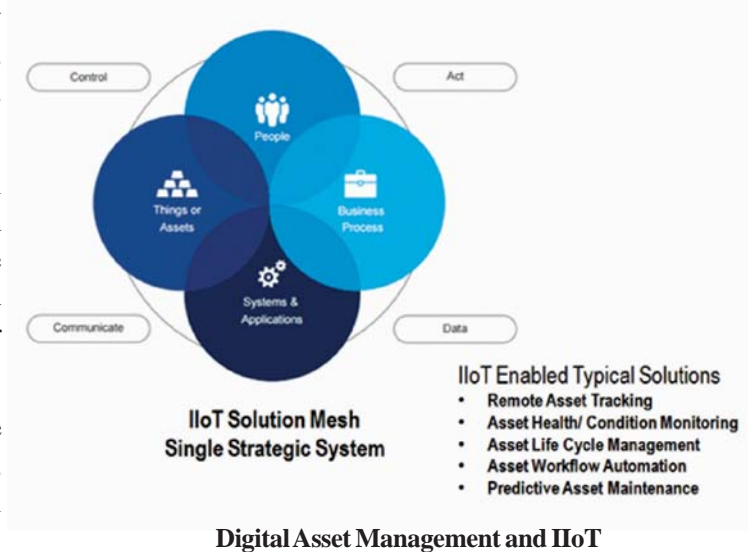 Control
Act
People
Things or
Assets
Business
Process
Systems &
Applications
Communicate
Data
IIoT Solution Mesh
Single Strategic System
IIoT Enabled Typical Solutions
• Remote Asset Tracking
• Asset Health/ Condition Monitoring
• Asset Life Cycle Management
• Asset Workflow Automation
• Predictive Asset Maintenance
Digital Asset Management and IIoT